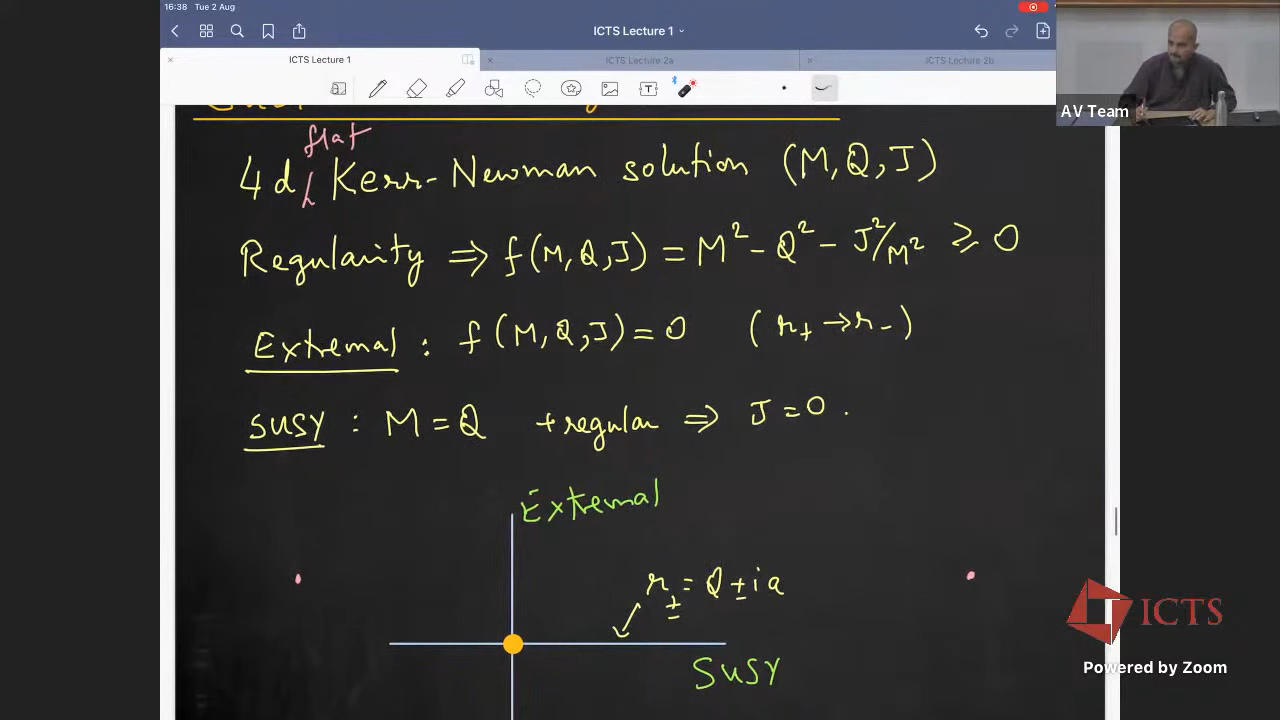 16:38 Tue 2 Aug
ICTS Lecture 1
ICTS Lecture 1
ICTS Lecture 2a
ICTS Lecture 2b
AV Team
flat
4d Kerr-Newman solution (M, Q, J)
Regularity ⇒ f(M, Q, J) = M² - Q² - J²/M² ≥ 0
Extremal : f(M, Q, J) = 0 (r₊ → r₋)
SUSY : M = Q + regular ⇒ J = 0 .
Extremal
r± = Q ± i a
SUSY
ICTS
Powered by Zoom